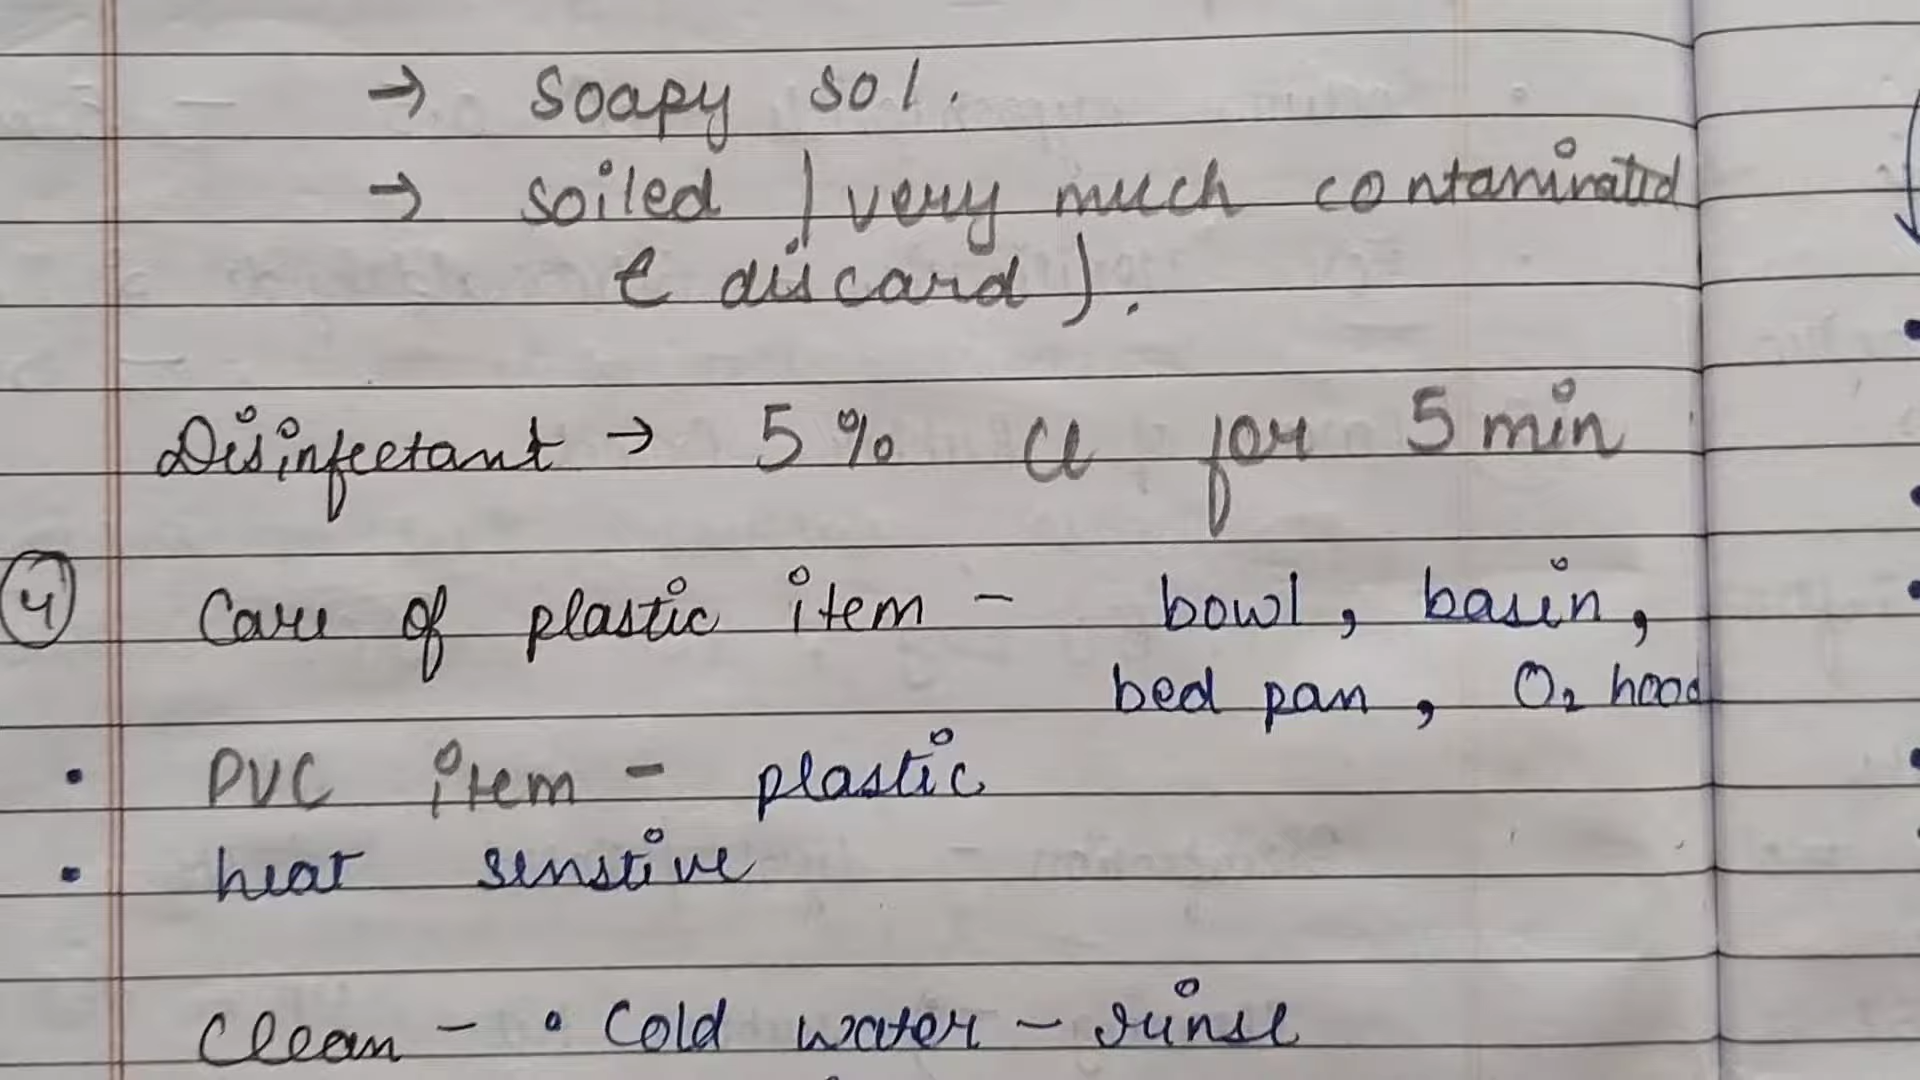 → Soapy sol.
→ soiled (very much contaminated
& discard).
Disinfectant → 5% Cl for 5 min
④ Care of plastic item - bowl, basin,
bed pan, O₂ hood
• PVC item - plastic
• heat senstive
Clean - • Cold water - rinse